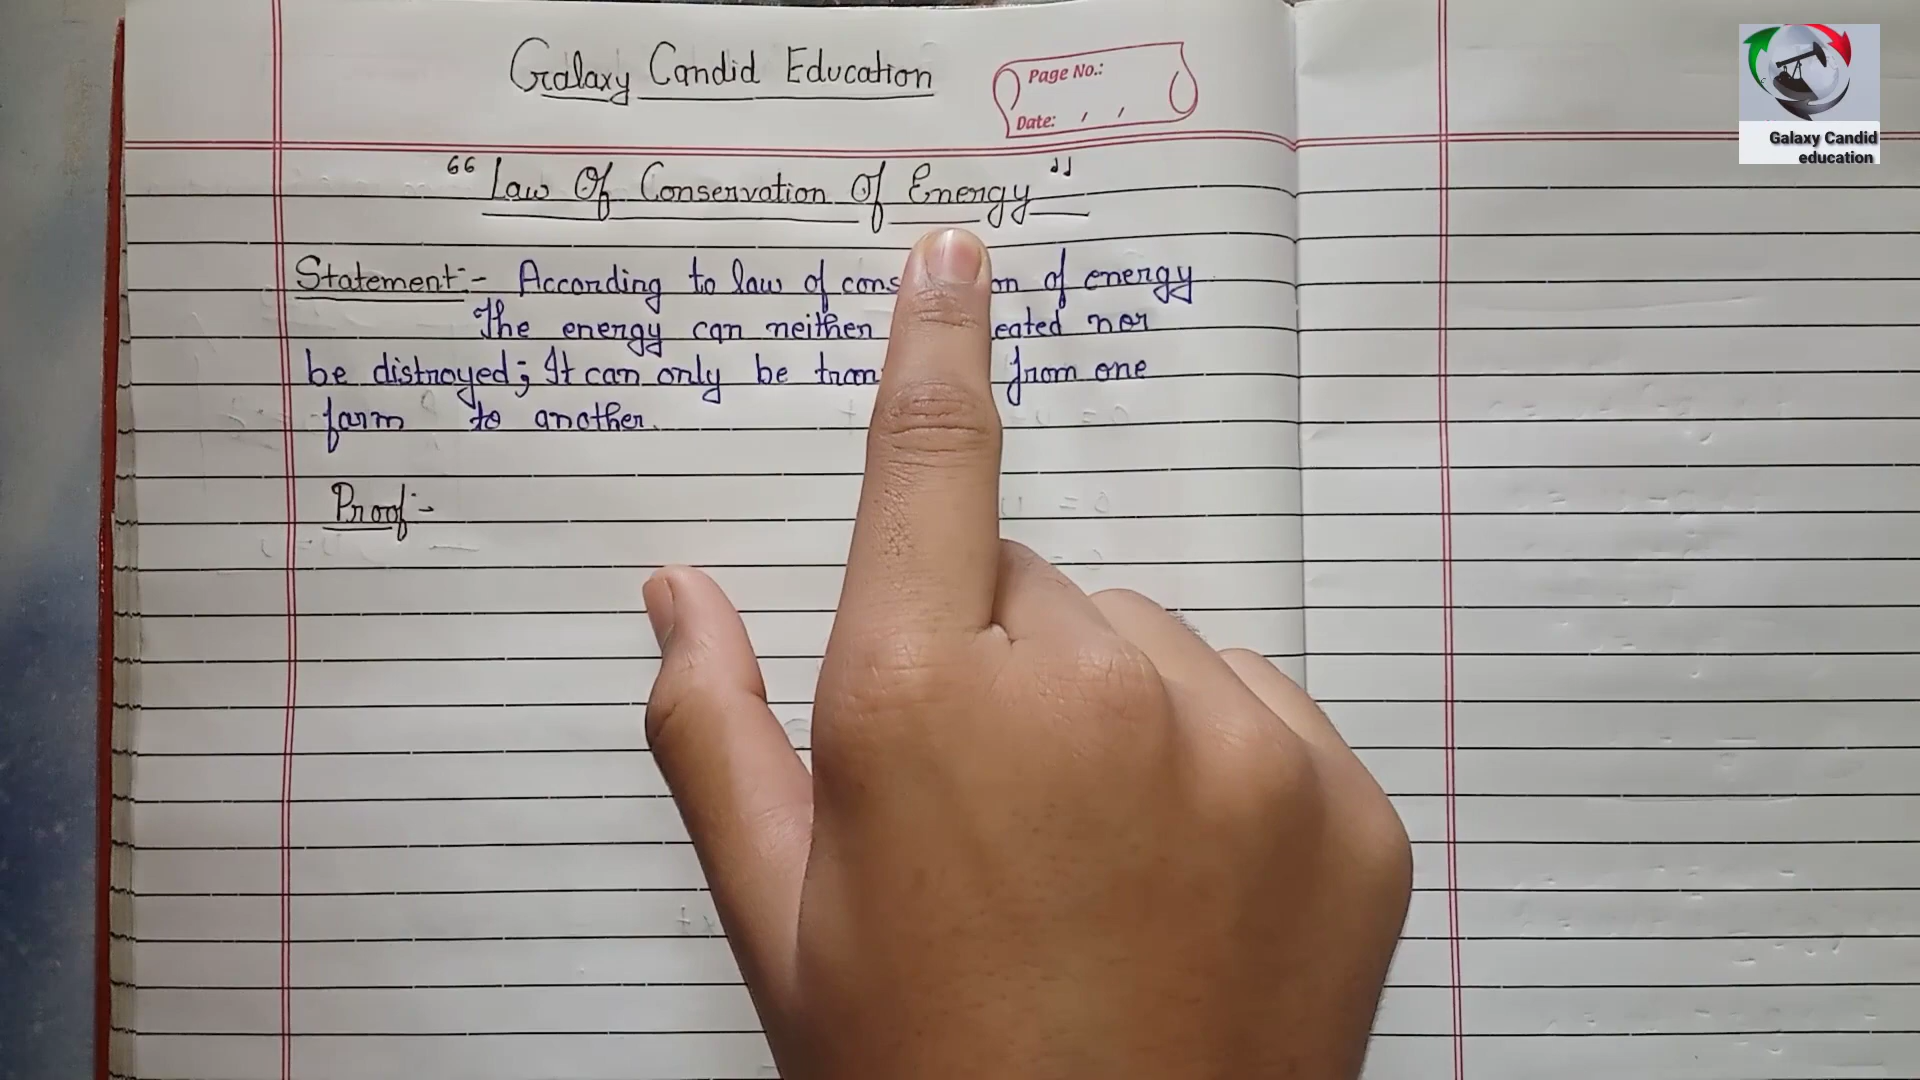 Galaxy Candid Education
Page No.:
Date: / /
Galaxy Candid
education
"Law Of Conservation Of Energy"
Statement:- According to law of cons on of energy
The energy can neither eated nor
be distroyed; It can only be tran from one
farm to another.
Proof:-